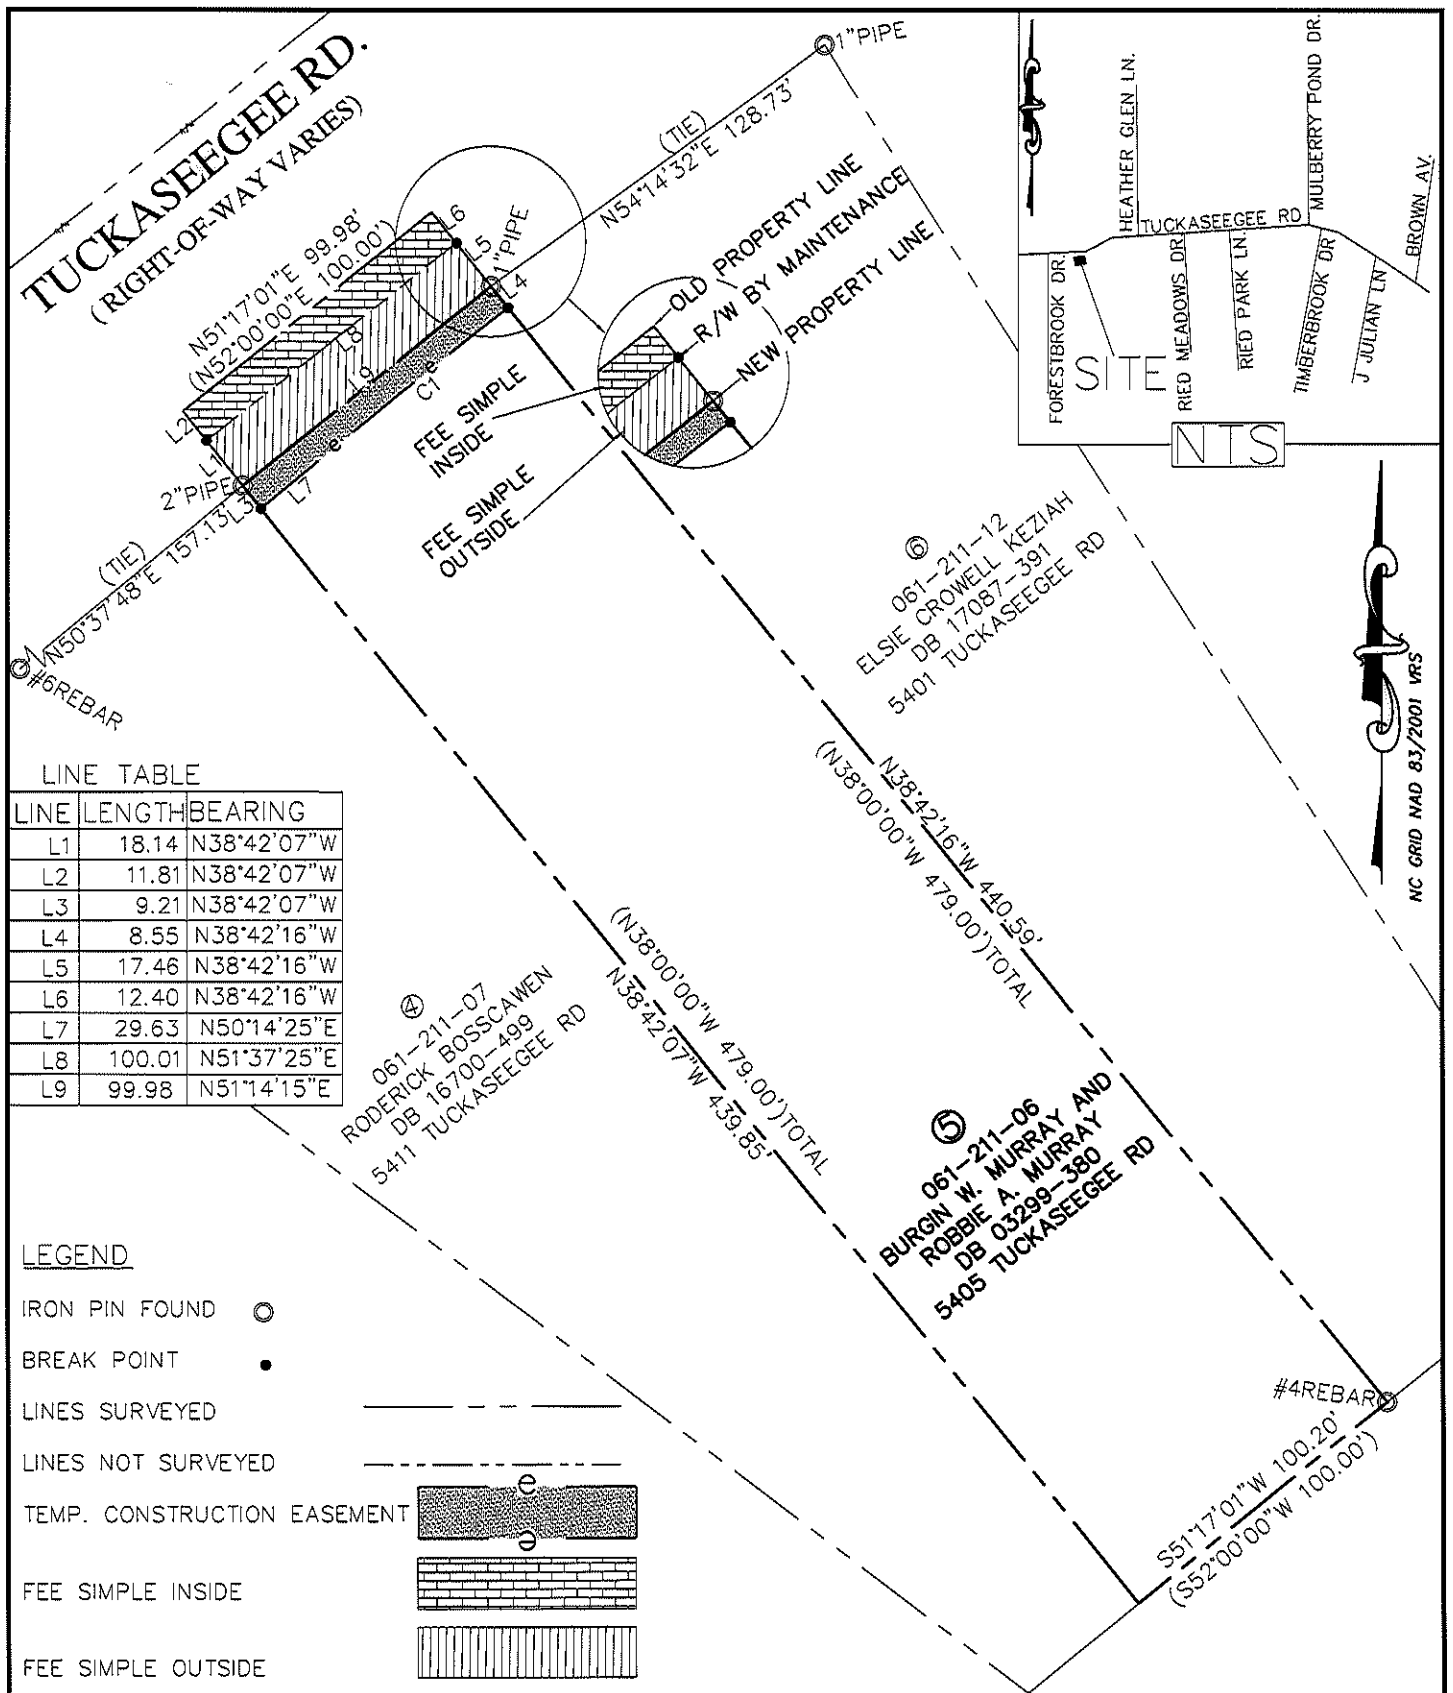 TUCKASEEGEE RD.
(RIGHT-OF-WAY VARIES)
1"PIPE
(TIE)
N54°14'32"E 128.73'
HEATHER GLEN LN.
MULBERRY POND DR.
TUCKASEEGEE RD
BROWN AV.
FORESTBROOK DR.
RIED MEADOWS DR
RIED PARK LN.
TIMBERBROOK DR
J JULIAN LN
SITE
NTS
N51°17'01"E 99.98'
(N52°00'00"E 100.00')
L6
L5
1"PIPE
L4
L8
L9
C1
e
e
L2
L1
2"PIPE
L3
L7
OLD PROPERTY LINE
R/W BY MAINTENANCE
NEW PROPERTY LINE
FEE SIMPLE
INSIDE
FEE SIMPLE
OUTSIDE
(TIE)
N50°37'48"E 157.13'
#6REBAR
6
061-211-12
ELSIE CROWELL KEZIAH
DB 17087-391
5401 TUCKASEEGEE RD
NC GRID NAD 83/2001 VRS
N38°42'16"W 440.59'
(N38°00'00"W 479.00')TOTAL
(N38°00'00"W 479.00')TOTAL
N38°42'07"W 439.85'
LINE TABLE
LINE LENGTH BEARING
L1 18.14 N38°42'07"W
L2 11.81 N38°42'07"W
L3 9.21 N38°42'07"W
L4 8.55 N38°42'16"W
L5 17.46 N38°42'16"W
L6 12.40 N38°42'16"W
L7 29.63 N50°14'25"E
L8 100.01 N51°37'25"E
L9 99.98 N51°14'15"E
4
061-211-07
RODERICK BOSSCAWEN
DB 16700-499
5411 TUCKASEEGEE RD
5
061-211-06
BURGIN W. MURRAY AND
ROBBIE A. MURRAY
DB 03299-380
5405 TUCKASEEGEE RD
#4REBAR
S51°17'01"W 100.20'
(S52°00'00"W 100.00')
LEGEND
IRON PIN FOUND
BREAK POINT
LINES SURVEYED
LINES NOT SURVEYED
TEMP. CONSTRUCTION EASEMENT
e
e
FEE SIMPLE INSIDE
FEE SIMPLE OUTSIDE